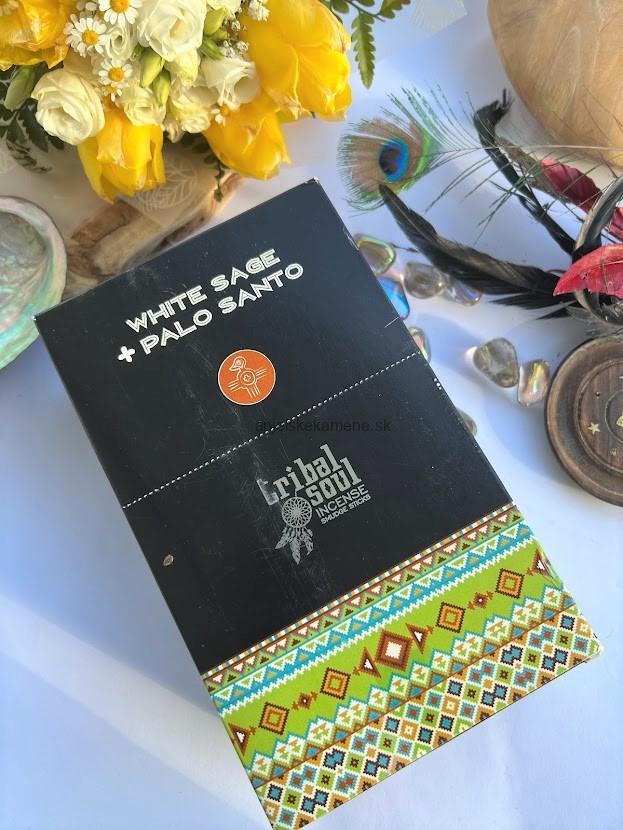 WHITE SAGE
+ PALO SANTO
anjelskekamene.sk
tribal
soul
INCENSE
SMUDGE STICKS